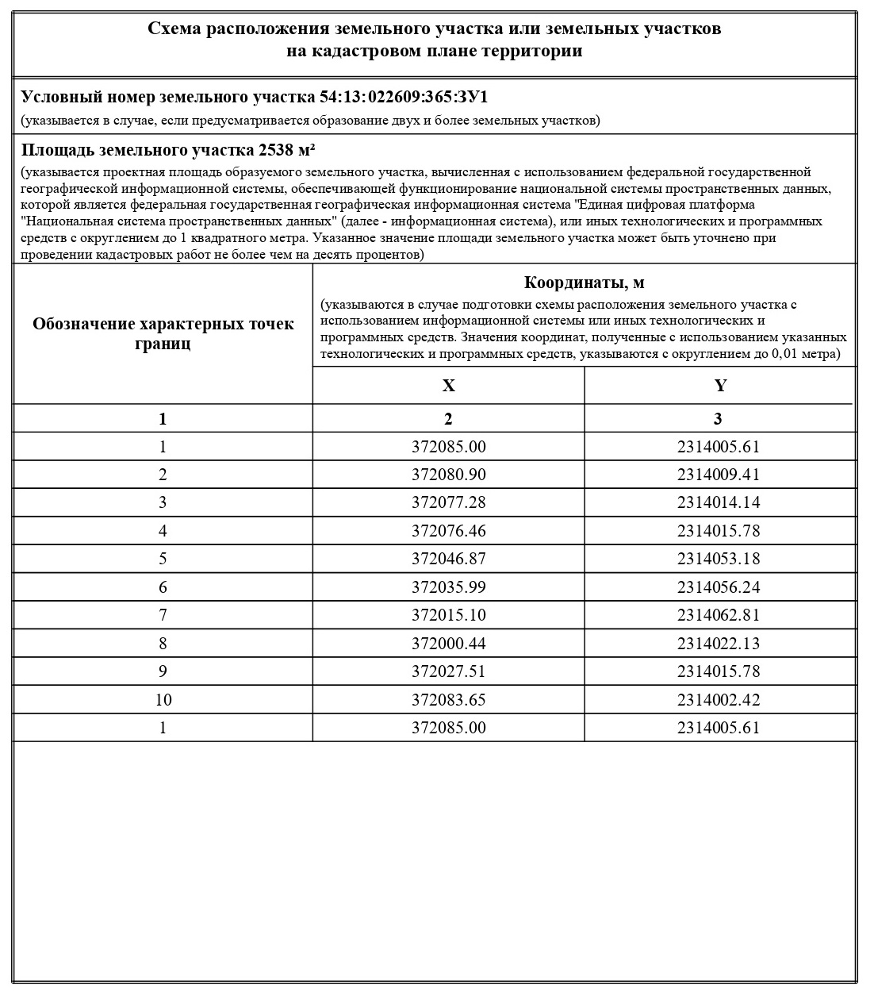 Схема расположения земельного участка или земельных участков
на кадастровом плане территории
Условный номер земельного участка 54:13:022609:365:ЗУ1
(указывается в случае, если предусматривается образование двух и более земельных участков)
Площадь земельного участка 2538 м²
(указывается проектная площадь образуемого земельного участка, вычисленная с использованием федеральной государственной
географической информационной системы, обеспечивающей функционирование национальной системы пространственных данных,
которой является федеральная государственная географическая информационная система "Единая цифровая платформа
"Национальная система пространственных данных" (далее - информационная система), или иных технологических и программных
средств с округлением до 1 квадратного метра. Указанное значение площади земельного участка может быть уточнено при
проведении кадастровых работ не более чем на десять процентов)
Обозначение характерных точек
границ
Координаты, м
(указываются в случае подготовки схемы расположения земельного участка с
использованием информационной системы или иных технологических и
программных средств. Значения координат, полученные с использованием указанных
технологических и программных средств, указываются с округлением до 0,01 метра)
X Y
1 2 3
1 372085.00 2314005.61
2 372080.90 2314009.41
3 372077.28 2314014.14
4 372076.46 2314015.78
5 372046.87 2314053.18
6 372035.99 2314056.24
7 372015.10 2314062.81
8 372000.44 2314022.13
9 372027.51 2314015.78
10 372083.65 2314002.42
1 372085.00 2314005.61